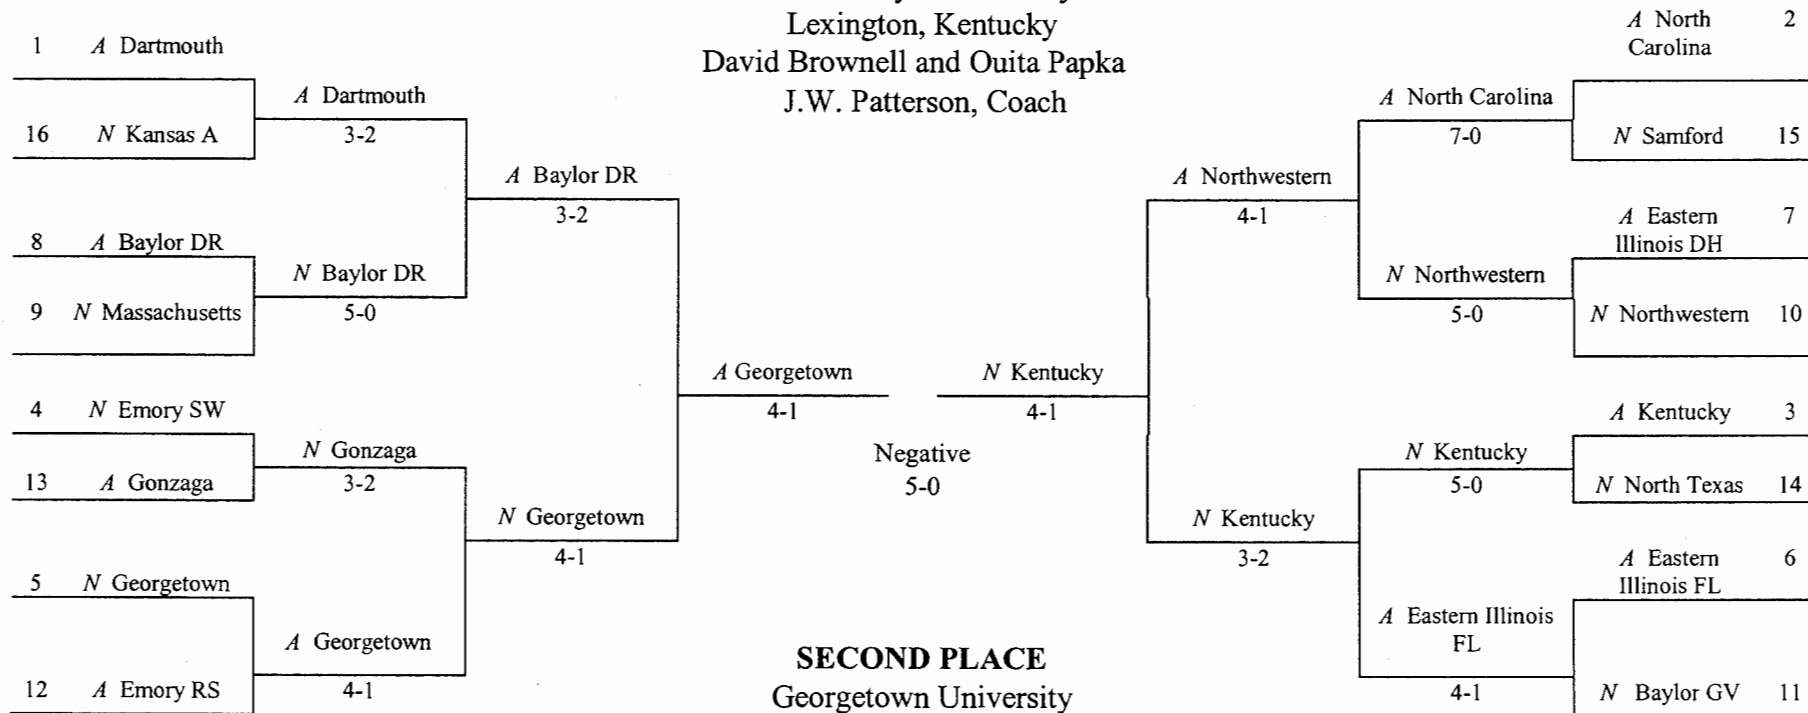 Lexington, Kentucky
David Brownell and Ouita Papka
J.W. Patterson, Coach
1 A Dartmouth
16 N Kansas A
8 A Baylor DR
9 N Massachusetts
4 N Emory SW
13 A Gonzaga
5 N Georgetown
12 A Emory RS
A Dartmouth
3-2
N Baylor DR
5-0
N Gonzaga
3-2
A Georgetown
4-1
A Baylor DR
3-2
N Georgetown
4-1
A Georgetown
4-1
Negative
5-0
N Kentucky
4-1
A Northwestern
4-1
N Kentucky
3-2
A North Carolina
7-0
N Northwestern
5-0
N Kentucky
5-0
A Eastern Illinois
FL
4-1
A North 2
Carolina
N Samford 15
A Eastern 7
Illinois DH
N Northwestern 10
A Kentucky 3
N North Texas 14
A Eastern 6
Illinois FL
N Baylor GV 11
SECOND PLACE
Georgetown University